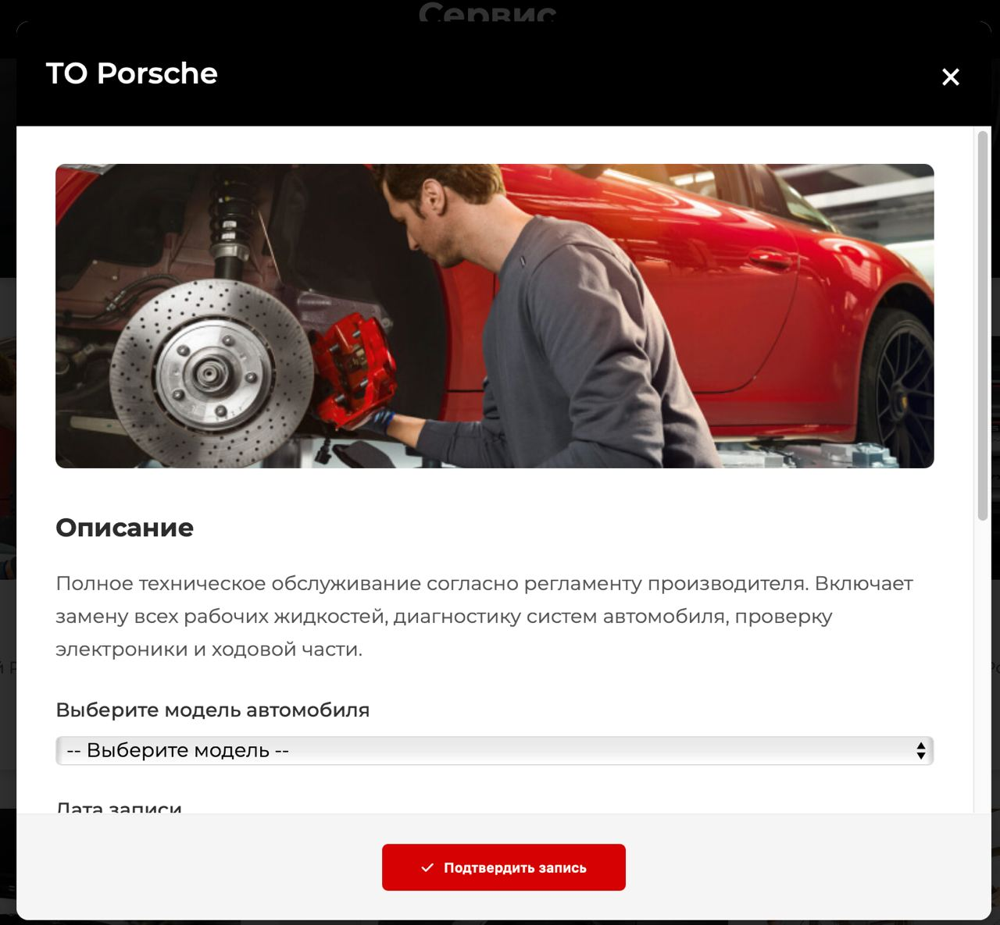 Сервис
ТО Porsche
Описание
Полное техническое обслуживание согласно регламенту производителя. Включает
замену всех рабочих жидкостей, диагностику систем автомобиля, проверку
электроники и ходовой части.
Выберите модель автомобиля
-- Выберите модель --
Дата записи
Подтвердить запись